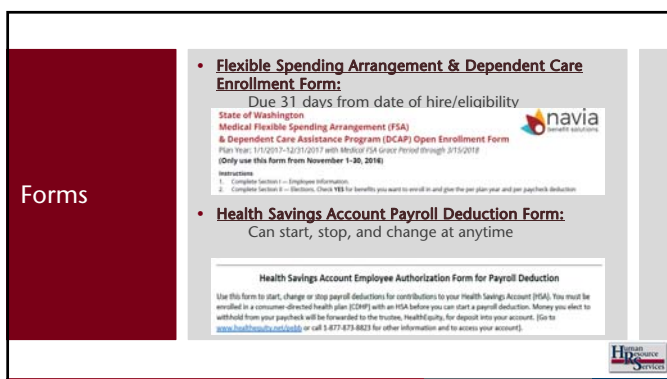 Forms
• Flexible Spending Arrangement & Dependent Care
Enrollment Form:
Due 31 days from date of hire/eligibility
State of Washington
Medical Flexible Spending Arrangement (FSA)
& Dependent Care Assistance Program (DCAP) Open Enrollment Form
Plan Year: 1/1/2017–12/31/2017 with Medical FSA Grace Period through 3/15/2018
(Only use this form from November 1-30, 2016)
Instructions
1. Complete Section I — Employee Information.
2. Complete Section II — Elections. Check YES for benefits you want to enroll in and give the per plan year and per paycheck deduction
navia
benefit solutions
• Health Savings Account Payroll Deduction Form:
Can start, stop, and change at anytime
Health Savings Account Employee Authorization Form for Payroll Deduction
Use this form to start, change or stop payroll deductions for contributions to your Health Savings Account (HSA). You must be
enrolled in a consumer-directed health plan (CDHP) with an HSA before you can start a payroll deduction. Money you elect to
withhold from your paycheck will be forwarded to the trustee, HealthEquity, for deposit into your account. (Go to
www.healthequity.net/pebb or call 1-877-873-8823 for other information and to access your account).
Human
Resource
Services